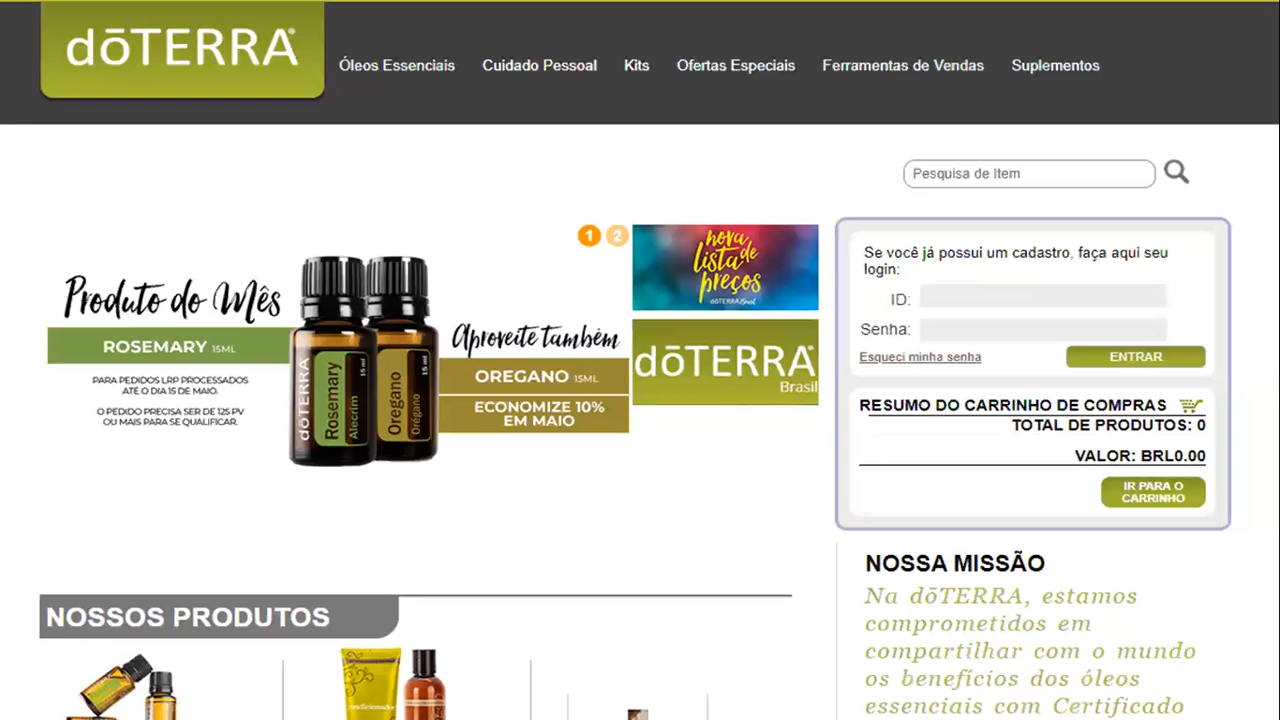 dōTERRA®
Óleos Essenciais Cuidado Pessoal Kits Ofertas Especiais Ferramentas de Vendas Suplementos
Pesquisa de Item
1 2
Produto do Mês
ROSEMARY 15ML
PARA PEDIDOS LRP PROCESSADOS
ATÉ O DIA 15 DE MAIO.
O PEDIDO PRECISA SER DE 125 PV
OU MAIS PARA SE QUALIFICAR.
dōTERRA
Rosemary
Alecrim
15 ml
Oregano
Orégano
15 ml
Aproveite também
OREGANO 15ML
ECONOMIZE 10%
EM MAIO
nova
lista de
preços
dōTERRA Brasil
dōTERRA®
Brasil
Se você já possui um cadastro, faça aqui seu
login:
ID:
Senha:
Esqueci minha senha ENTRAR
RESUMO DO CARRINHO DE COMPRAS
TOTAL DE PRODUTOS: 0
VALOR: BRL0.00
IR PARA O
CARRINHO
NOSSA MISSÃO
Na dōTERRA, estamos
comprometidos em
compartilhar com o mundo
os benefícios dos óleos
essenciais com Certificado
NOSSOS PRODUTOS
condicionador